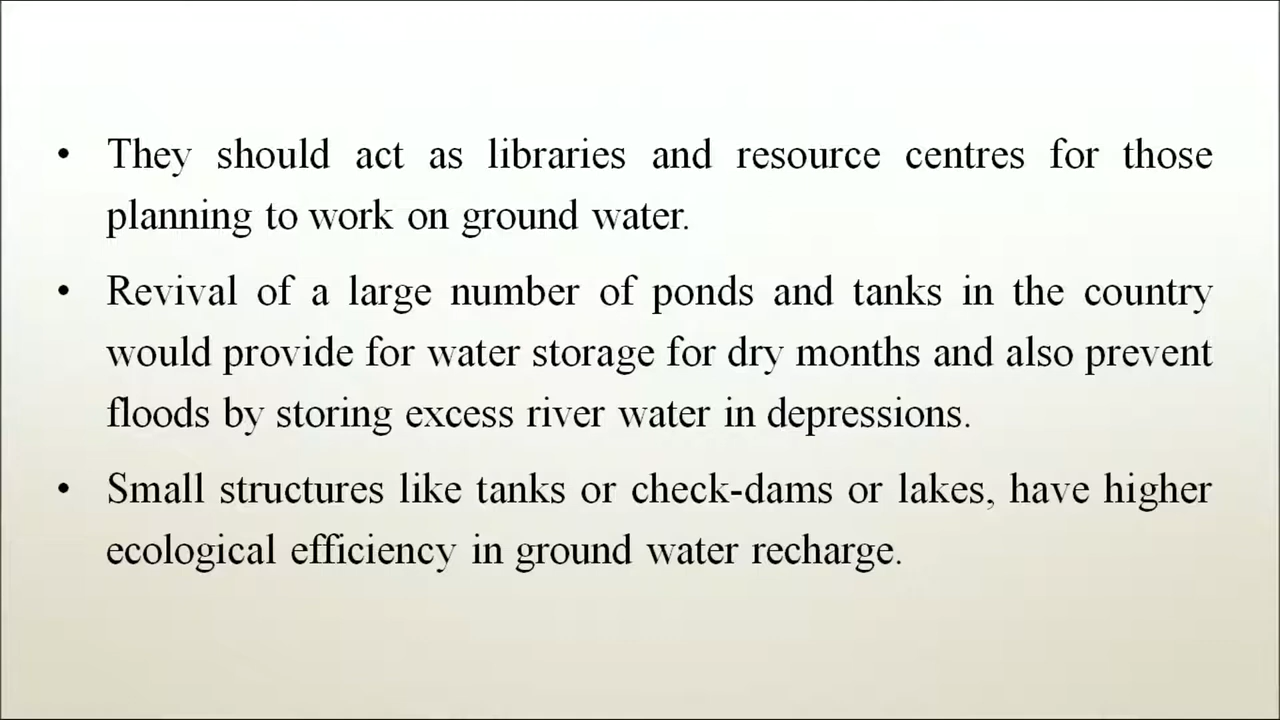 • They should act as libraries and resource centres for those
planning to work on ground water.
• Revival of a large number of ponds and tanks in the country
would provide for water storage for dry months and also prevent
floods by storing excess river water in depressions.
• Small structures like tanks or check-dams or lakes, have higher
ecological efficiency in ground water recharge.